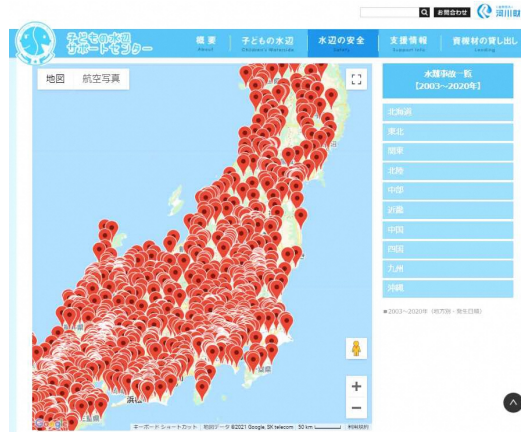 お問合わせ
子どもの水辺
サポートセンター
概 要
About
子どもの水辺
Children's Watersides
水辺の安全
Safety
支援情報
Support Info.
資機材の貸し出し
Lending
地図
航空写真
水難事故一覧
【2003～2020年】
北海道
東北
関東
北陸
中部
近畿
中国
四国
九州
沖縄
■2003～2020年（地方別・発生日順）
浜松
Google
キーボード ショートカット
地図データ ©2021 Google, SK telecom
50 km
利用規約